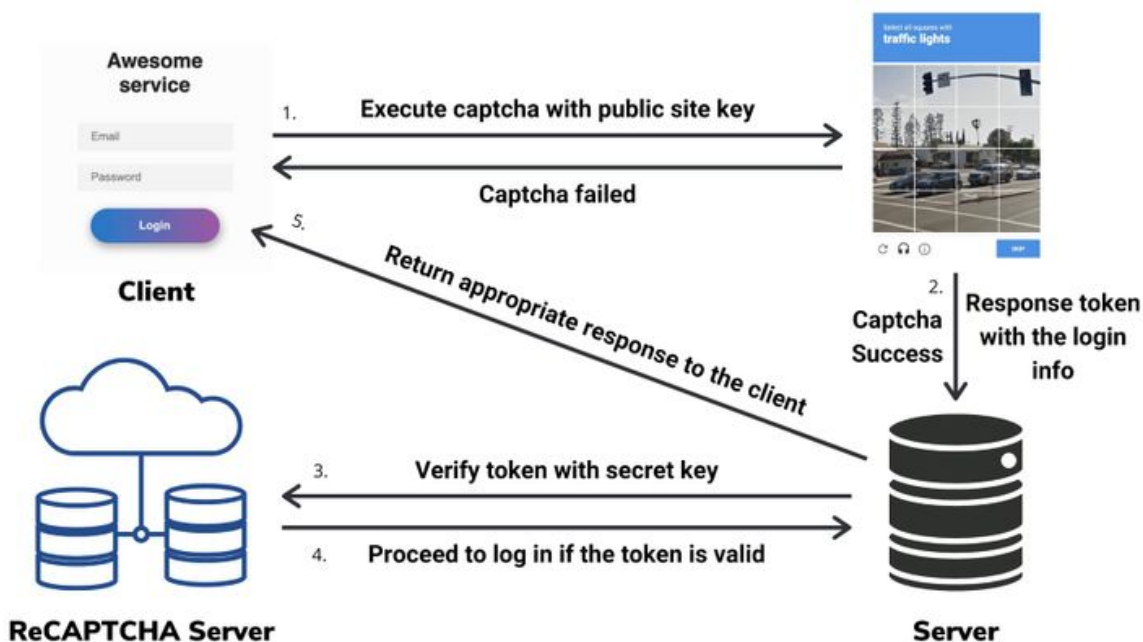 Awesome
service
Email
Password
Login
Client
1.
Execute captcha with public site key
Captcha failed
Select all squares with
traffic lights
SKIP
2.
Captcha
Success
Response token
with the login
info
5.
Return appropriate response to the client
3.
Verify token with secret key
4.
Proceed to log in if the token is valid
ReCAPTCHA Server
Server